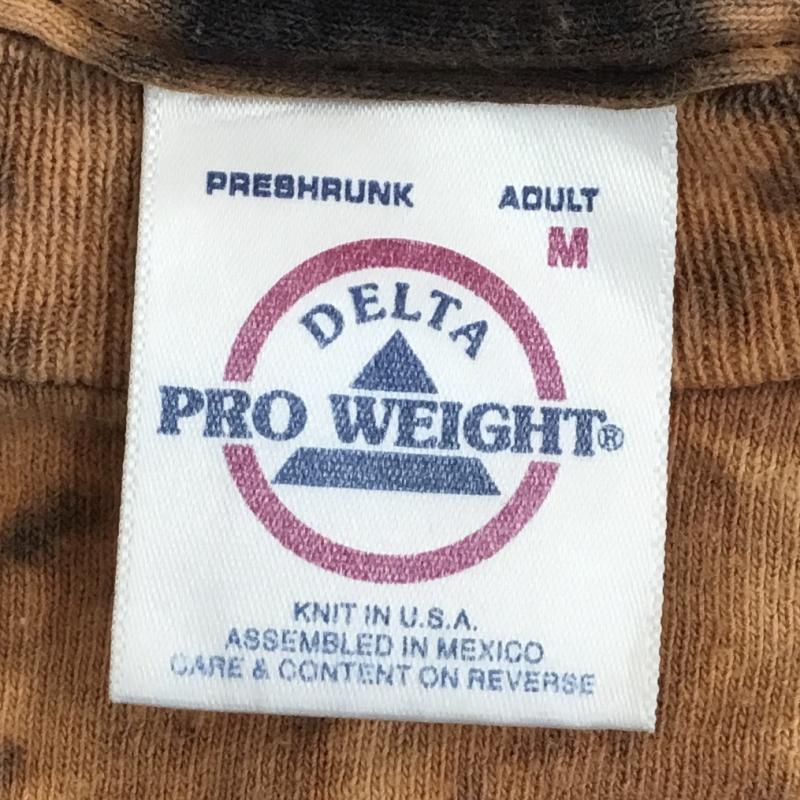 PRESHRUNK ADULT
M
DELTA
PRO WEIGHT®
KNIT IN U.S.A.
ASSEMBLED IN MEXICO
CARE & CONTENT ON REVERSE